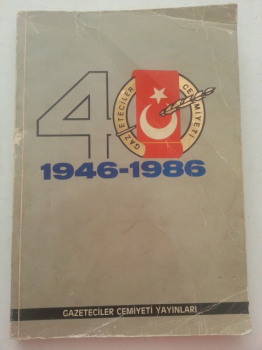 40
GAZETECİLER CEMİYETİ
1946-1986
GAZETECİLER CEMİYETİ YAYINLARI